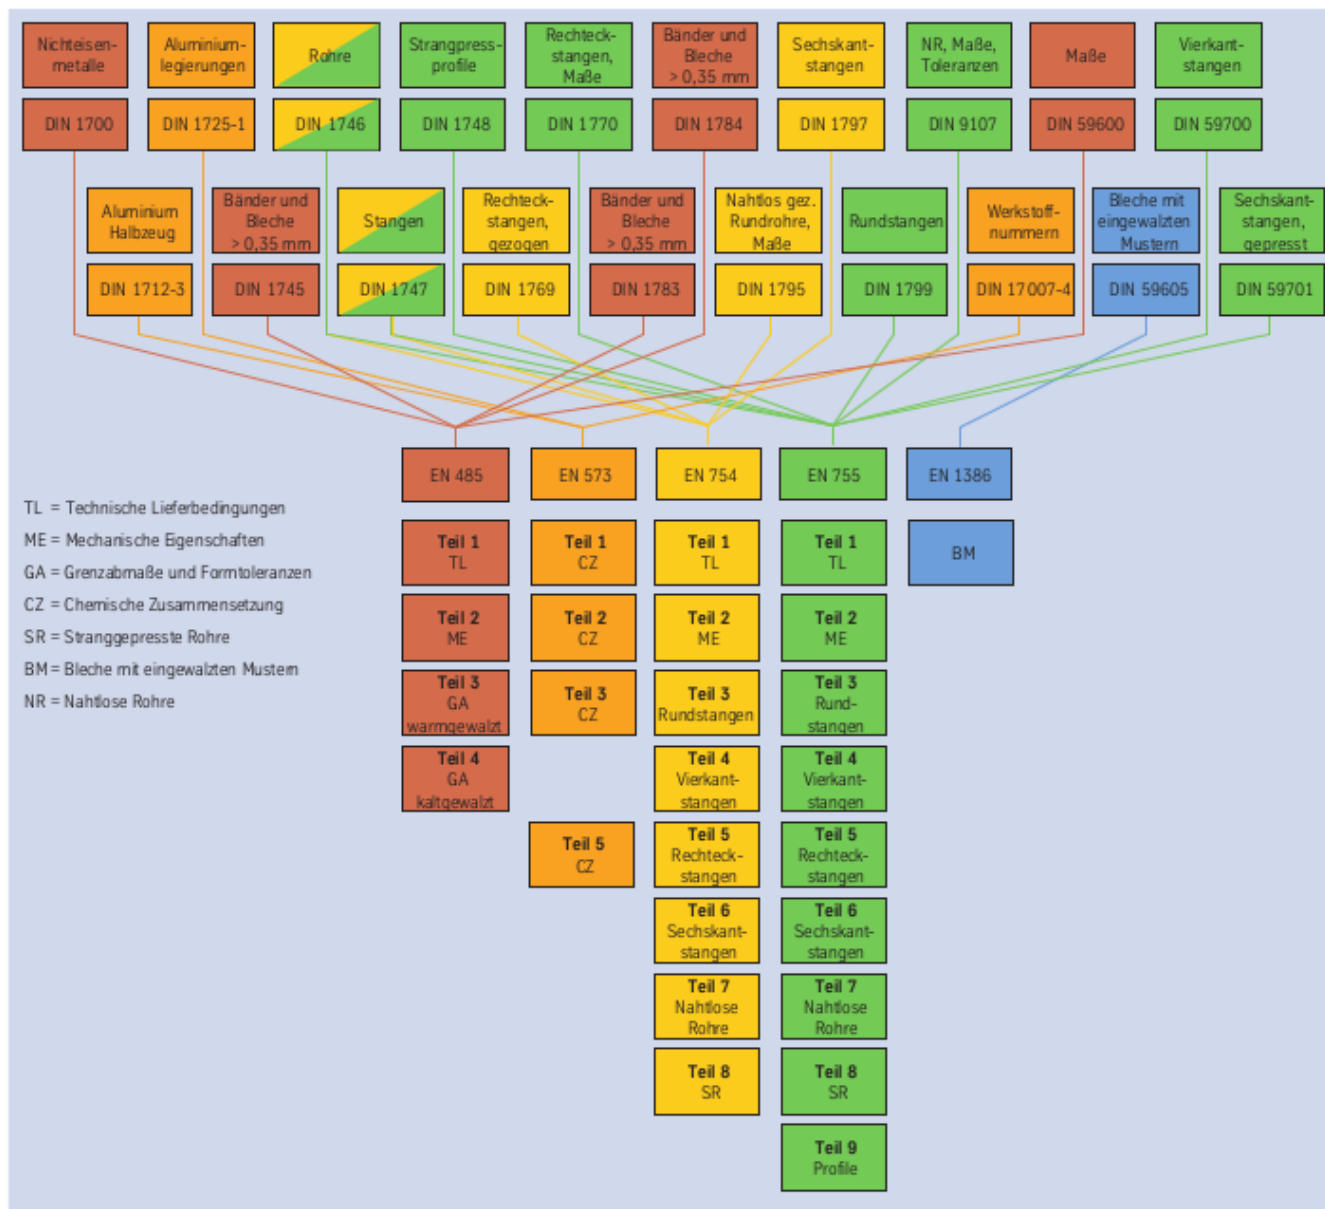 Nichteisen-
metalle
Aluminium-
legierungen
Rohre
Strangpress-
profile
Rechteck-
stangen,
Maße
Bänder und
Bleche
> 0,35 mm
Sechskant-
stangen
NR, Maße,
Toleranzen
Maße
Vierkant-
stangen
DIN 1700
DIN 1725-1
DIN 1746
DIN 1748
DIN 1770
DIN 1784
DIN 1797
DIN 9107
DIN 59600
DIN 59700
Aluminium
Halbzeug
Bänder und
Bleche
> 0,35 mm
Stangen
Rechteck-
stangen,
gezogen
Bänder und
Bleche
> 0,35 mm
Nahtlos gez.
Rundrohre,
Maße
Rundstangen
Werkstoff-
nummern
Bleche mit
eingewalzten
Mustern
Sechskant-
stangen,
gepresst
DIN 1712-3
DIN 1745
DIN 1747
DIN 1769
DIN 1783
DIN 1795
DIN 1799
DIN 17007-4
DIN 59605
DIN 59701
EN 485
EN 573
EN 754
EN 755
EN 1386
TL = Technische Lieferbedingungen
ME = Mechanische Eigenschaften
GA = Grenzabmaße und Formtoleranzen
CZ = Chemische Zusammensetzung
SR = Stranggepresste Rohre
BM = Bleche mit eingewalzten Mustern
NR = Nahtlose Rohre
Teil 1
TL
Teil 1
CZ
Teil 1
TL
Teil 1
TL
BM
Teil 2
ME
Teil 2
CZ
Teil 2
ME
Teil 2
ME
Teil 3
GA
warmgewalzt
Teil 3
CZ
Teil 3
Rundstangen
Teil 3
Rund-
stangen
Teil 4
GA
kaltgewalzt
Teil 4
Vierkant-
stangen
Teil 4
Vierkant-
stangen
Teil 5
CZ
Teil 5
Rechteck-
stangen
Teil 5
Rechteck-
stangen
Teil 6
Sechskant-
stangen
Teil 6
Sechskant-
stangen
Teil 7
Nahtlose
Rohre
Teil 7
Nahtlose
Rohre
Teil 8
SR
Teil 8
SR
Teil 9
Profile